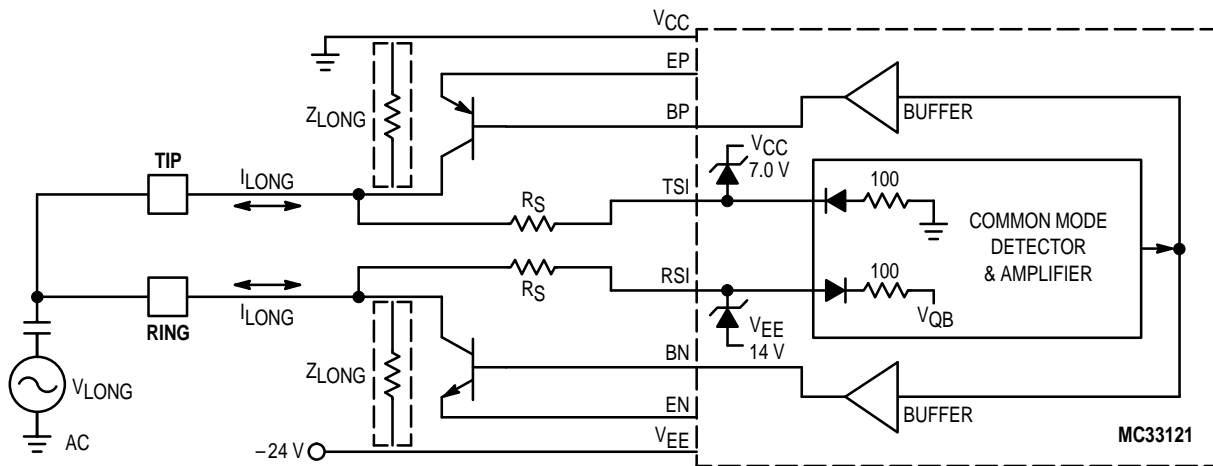 VCC
EP
ZLONG
BP
BUFFER
VCC
7.0 V
TIP
ILONG
TSI
100
RS
COMMON MODE
DETECTOR
& AMPLIFIER
RSI
100
RS
VQB
ILONG
RING
VEE
14 V
ZLONG
BN
VLONG
BUFFER
EN
AC
–24 V
VEE
MC33121